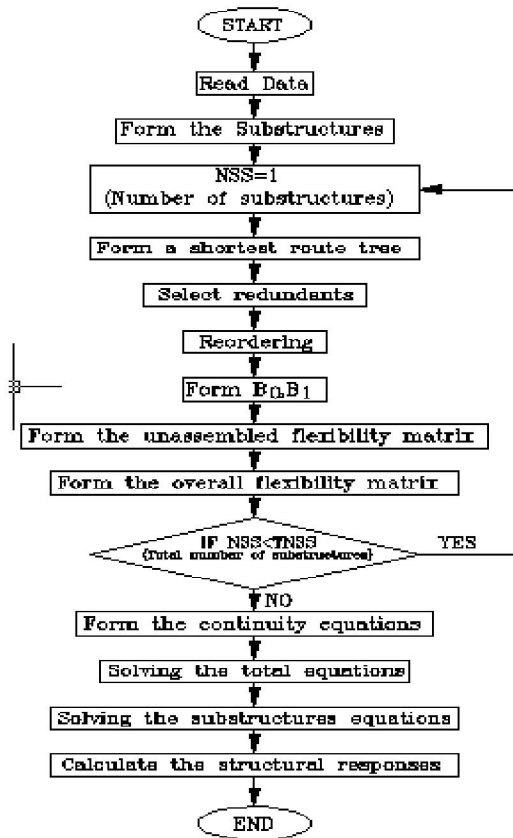 START
Read Data
Form the Substructures
NSS=1
(Number of substructures)
Form a shortest route tree
Select redundants
Reordering
Form B0,B1
Form the unassembled flexibility matrix
Form the overall flexibility matrix
IF NSS<TNSS
(Total number of substructures)
YES
NO
Form the continuity equations
Solving the total equations
Solving the substructures equations
Calculate the structural responses
END